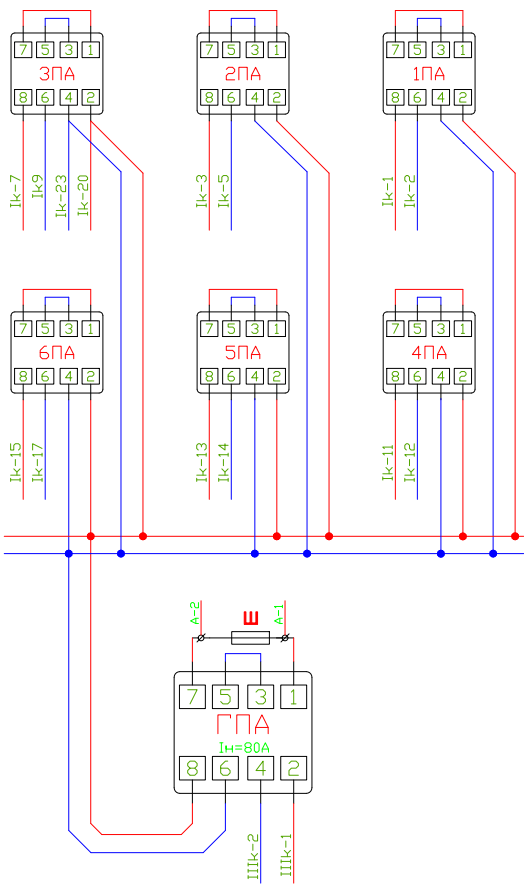 7 5 3 1
3ПА
8 6 4 2
Iк-7
Iк9
Iк-23
Iк-20
7 5 3 1
2ПА
8 6 4 2
Iк-3
Iк-5
7 5 3 1
1ПА
8 6 4 2
Iк-1
Iк-2
7 5 3 1
6ПА
8 6 4 2
Iк-15
Iк-17
7 5 3 1
5ПА
8 6 4 2
Iк-13
Iк-14
7 5 3 1
4ПА
8 6 4 2
Iк-11
Iк-12
А-2
Ш
А-1
7 5 3 1
ГПА
Iн=80А
8 6 4 2
IIIк-2
IIIк-1